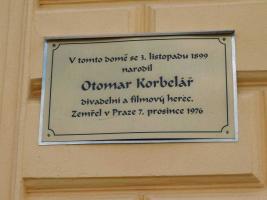 V tomto domě se 3. listopadu 1899
narodil
Otomar Korbelář
divadelní a filmový herec.
Zemřel v Praze 7. prosince 1976